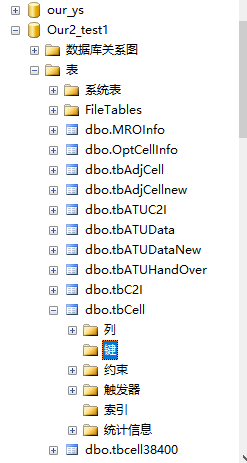 our_ys
Our2_test1
数据库关系图
表
系统表
FileTables
dbo.MROInfo
dbo.OptCellInfo
dbo.tbAdjCell
dbo.tbAdjCellnew
dbo.tbATUC2I
dbo.tbATUData
dbo.tbATUDataNew
dbo.tbATUHandOver
dbo.tbC2I
dbo.tbCell
列
键
约束
触发器
索引
统计信息
dbo.tbcell38400